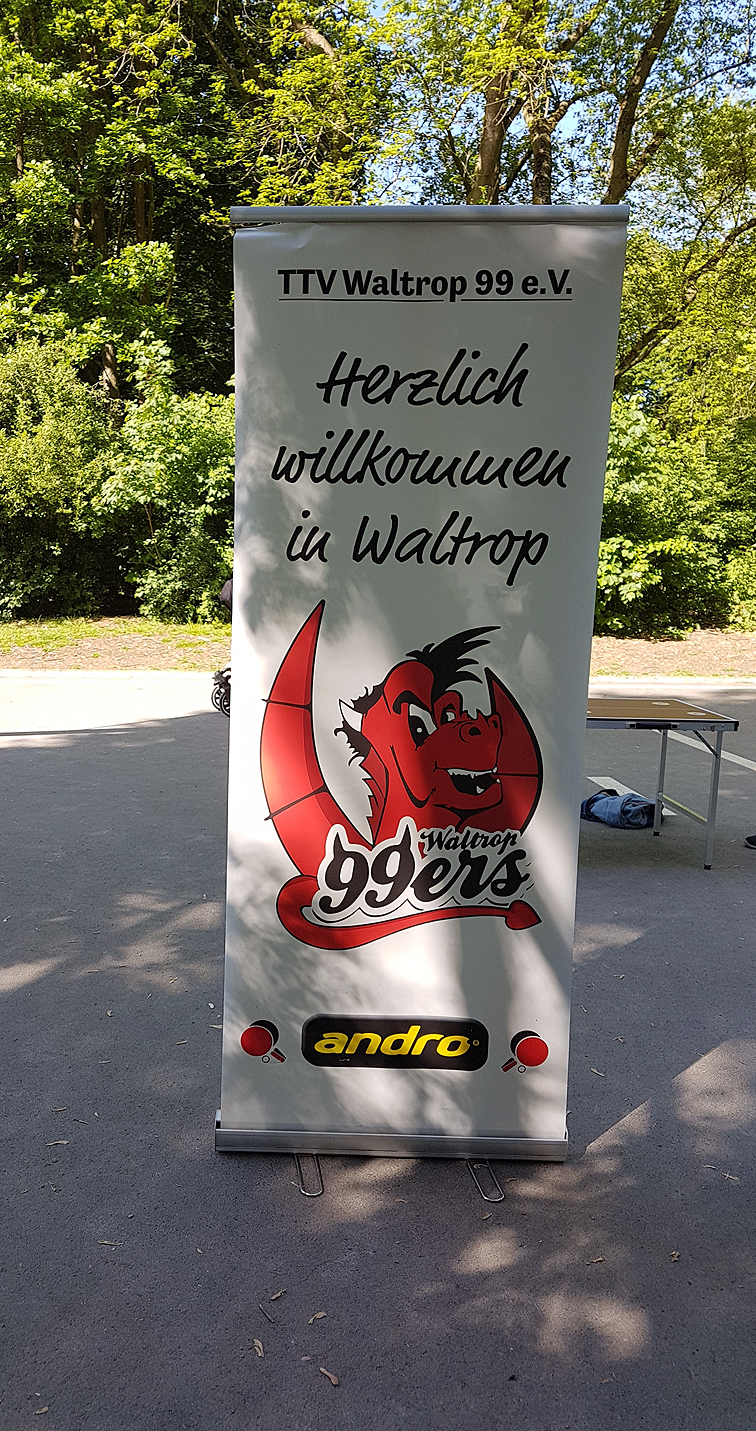 TTV Waltrop 99 e.V.
Herzlich
willkommen
in Waltrop
Waltrop
99ers
andro